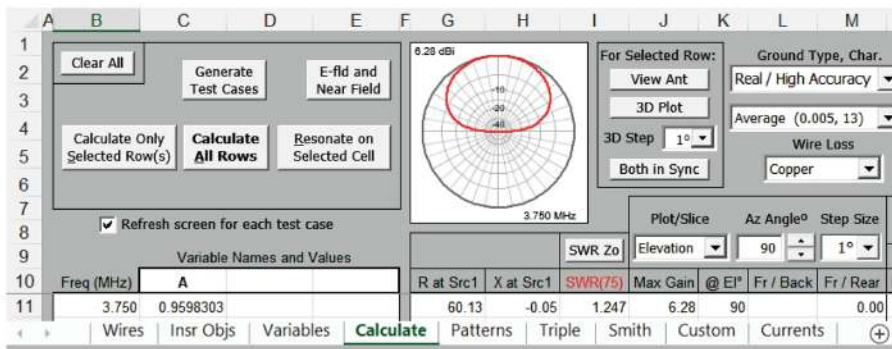 A B C D E F G H I J K L M
1
2
3
4
5
6
7
8
9
10
11
Clear All
Generate
Test Cases
E-fld and
Near Field
Calculate Only
Selected Row(s)
Calculate
All Rows
Resonate on
Selected Cell
Refresh screen for each test case
6.28 dBi
-10
-20
-40
3.750 MHz
For Selected Row:
View Ant
3D Plot
3D Step 1º
Both in Sync
Ground Type, Char.
Real / High Accuracy
Average (0.005, 13)
Wire Loss
Copper
Plot/Slice Az Angleº Step Size
Elevation 90 1º
Variable Names and Values
SWR Zo
Freq (MHz) A R at Src1 X at Src1 SWR(75) Max Gain @ Elº Fr / Back Fr / Rear
3.750 0.9598303 60.13 -0.05 1.247 6.28 90 0.00
Wires Insr Objs Variables Calculate Patterns Triple Smith Custom Currents